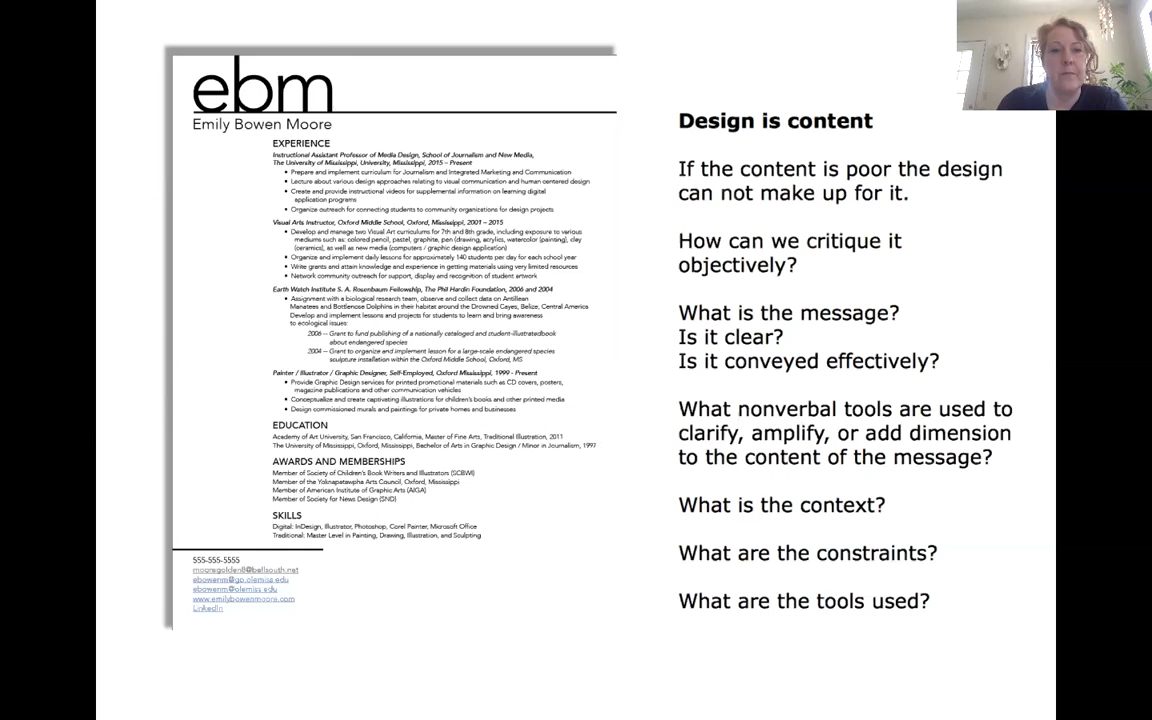 ebm
Emily Bowen Moore
EXPERIENCE
Instructional Assistant Professor of Media Design, School of Journalism and New Media,
The University of Mississippi, University, Mississippi, 2015 – Present
• Prepare and implement curriculum for Journalism and Integrated Marketing and Communication
• Lecture about various design approaches relating to visual communication and human centered design
• Create and provide instructional videos for supplemental information on learning digital
application programs
• Organize outreach for connecting students to community organizations for design projects
Visual Arts Instructor, Oxford Middle School, Oxford, Mississippi, 2001 – 2015
• Develop and manage two Visual Art curriculums for 7th and 8th grade, including exposure to various
mediums such as: colored pencil, pastel, graphite, pen (drawing, acrylics, watercolor (painting), clay
(ceramics), as well as new media (computers / graphic design application)
• Organize and implement daily lessons for approximately 140 students per day for each school year
• Write grants and attain knowledge and experience in getting materials using very limited resources
• Network community outreach for support, display and recognition of student artwork
Earth Watch Institute S. A. Rosenbaum Fellowship, The Phil Hardin Foundation, 2006 and 2004
• Assignment with a biological research team, observe and collect data on Antillean
Manatees and Bottlenose Dolphins in their habitat around the Drowned Cayes, Belize, Central America
Develop and implement lessons and projects for students to learn and bring awareness
to ecological issues:
2006 -- Grant to fund publishing of a nationally cataloged and student-illustratedbook
about endangered species
2004 -- Grant to organize and implement lesson for a large-scale endangered species
sculpture installation within the Oxford Middle School, Oxford, MS
Painter / Illustrator / Graphic Designer, Self-Employed, Oxford Mississippi, 1999 - Present
• Provide Graphic Design services for printed promotional materials such as CD covers, posters,
magazine publications and other communication vehicles
• Conceptualize and create captivating illustrations for children's books and other printed media
• Design commissioned murals and paintings for private homes and businesses
EDUCATION
Academy of Art University, San Francisco, California, Master of Fine Arts, Traditional Illustration, 2011
The University of Mississippi, Oxford, Mississippi, Bachelor of Arts in Graphic Design / Minor in Journalism, 1997
AWARDS AND MEMBERSHIPS
Member of Society of Children's Book Writers and Illustrators (SCBWI)
Member of the Yoknapatawpha Arts Council, Oxford, Mississippi
Member of American Institute of Graphic Arts (AIGA)
Member of Society for News Design (SND)
SKILLS
Digital: InDesign, Illustrator, Photoshop, Corel Painter, Microsoft Office
Traditional: Master Level in Painting, Drawing, Illustration, and Sculpting
555-555-5555
mooregolden8@bellsouth.net
ebowenm@go.olemiss.edu
ebowenm@olemiss.edu
www.emilybowenmoore.com
LinkedIn
Design is content
If the content is poor the design
can not make up for it.
How can we critique it
objectively?
What is the message?
Is it clear?
Is it conveyed effectively?
What nonverbal tools are used to
clarify, amplify, or add dimension
to the content of the message?
What is the context?
What are the constraints?
What are the tools used?